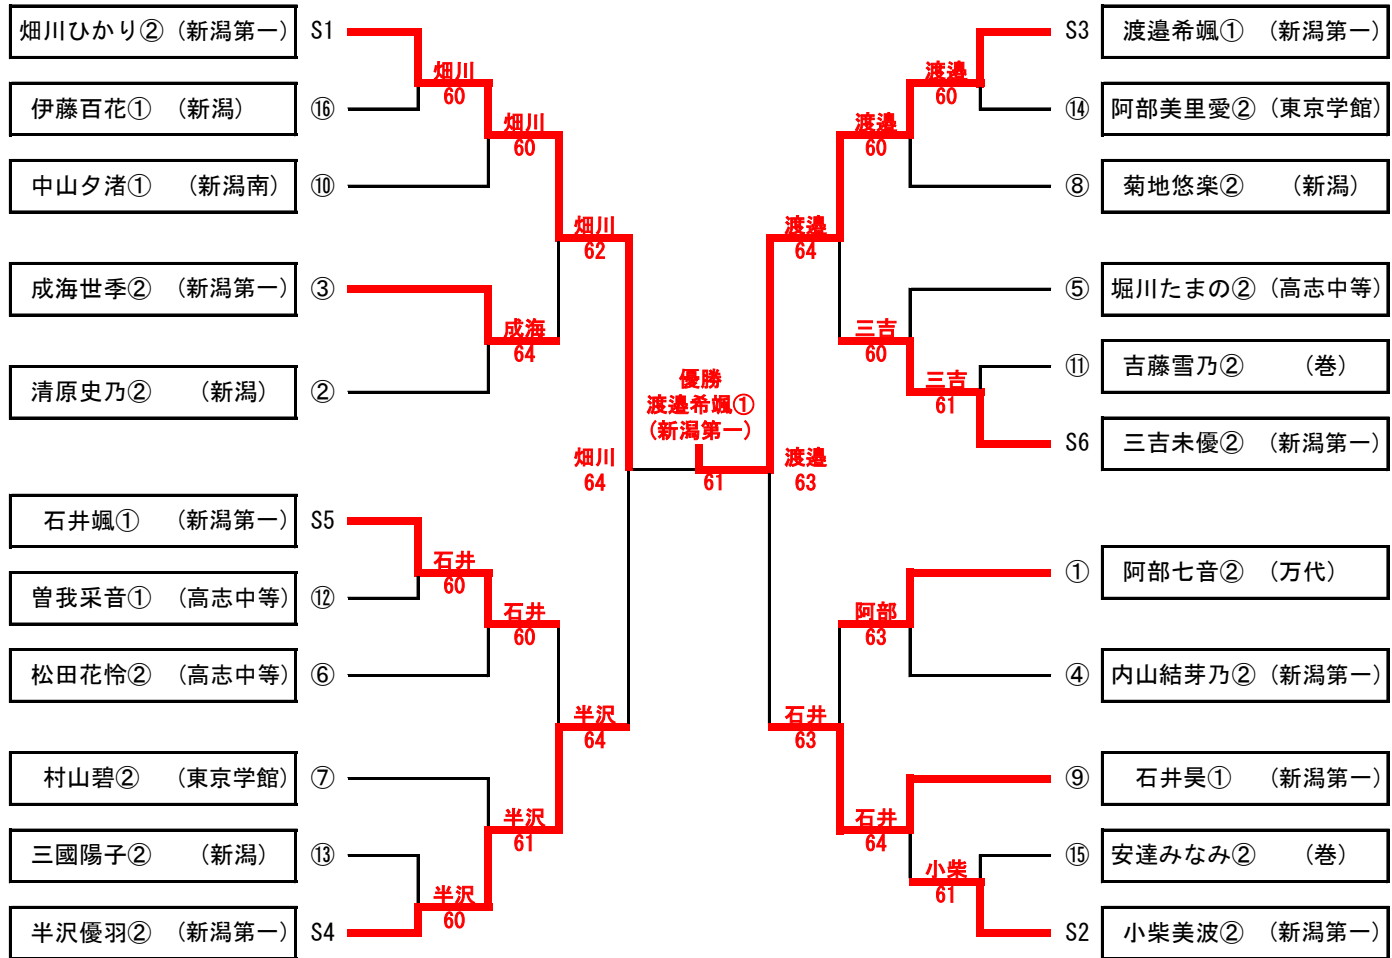 畑川ひかり② (新潟第一) S1
伊藤百花① (新潟) ⑯
中山夕渚① (新潟南) ⑩
成海世季② (新潟第一) ③
清原史乃② (新潟) ②
石井颯① (新潟第一) S5
曽我采音① (高志中等) ⑫
松田花怜② (高志中等) ⑥
村山碧② (東京学館) ⑦
三國陽子② (新潟) ⑬
半沢優羽② (新潟第一) S4
畑川
60
畑川
60
畑川
62
成海
64
畑川
64
石井
60
石井
60
半沢
64
半沢
61
半沢
60
優勝
渡邉希颯①
(新潟第一)
61
渡邉
60
渡邉
60
渡邉
64
三吉
60
三吉
61
渡邉
63
阿部
63
石井
63
石井
64
小柴
61
S3 渡邉希颯① (新潟第一)
⑭ 阿部美里愛② (東京学館)
⑧ 菊地悠楽② (新潟)
⑤ 堀川たまの② (高志中等)
⑪ 吉藤雪乃② (巻)
S6 三吉未優② (新潟第一)
① 阿部七音② (万代)
④ 内山結芽乃② (新潟第一)
⑨ 石井昊① (新潟第一)
⑮ 安達みなみ② (巻)
S2 小柴美波② (新潟第一)